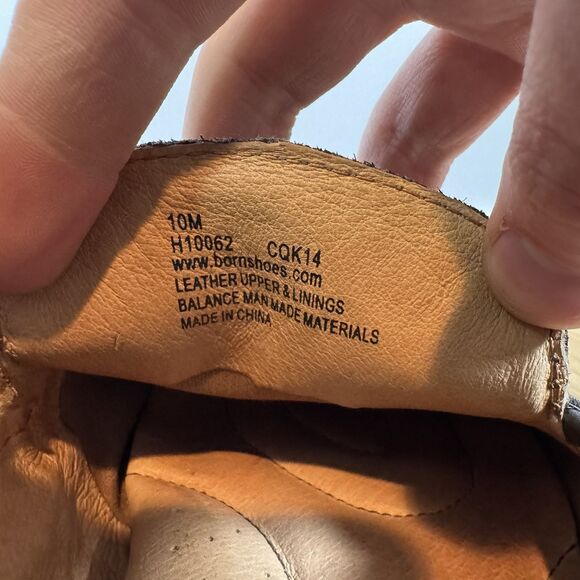 10M
H10062 CQK14
www.bornshoes.com
LEATHER UPPER & LININGS
BALANCE MAN MADE MATERIALS
MADE IN CHINA